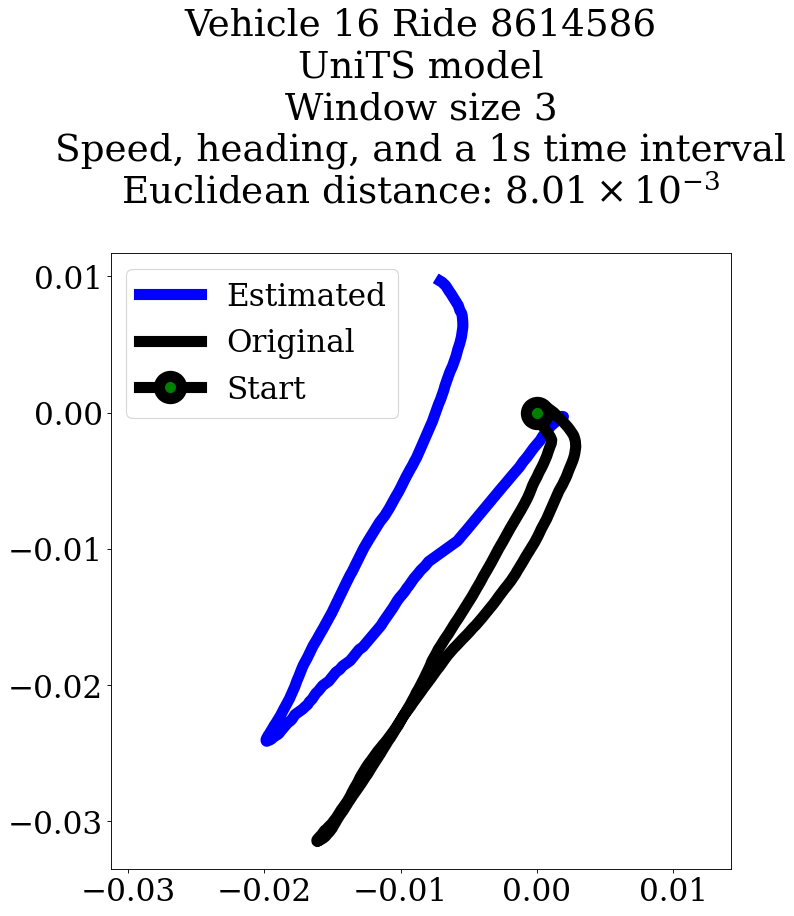 Vehicle 16 Ride 8614586
UniTS model
Window size 3
Speed, heading, and a 1s time interval
Euclidean distance: 8.01 × 10⁻³
Estimated
Original
Start
0.01
0.00
−0.01
−0.02
−0.03
−0.03 −0.02 −0.01 0.00 0.01